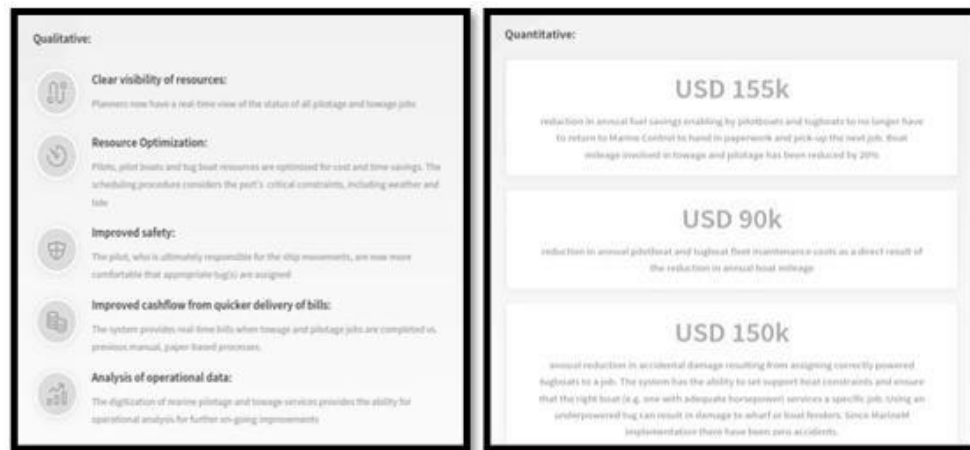 Qualitative:
Clear visibility of resources:
Planners now have a real-time view of the status of all pilotage and towage jobs
Resource Optimization:
Pilots, pilot boats and tug boat resources are optimised for cost and time savings. The
scheduling procedure considers the port's critical constraints, including weather and
tide
Improved safety:
The pilot, who is ultimately responsible for the ship movements, are now more
comfortable that appropriate tug(s) are assigned
Improved cashflow from quicker delivery of bills:
The system provides real-time bills when towage and pilotage jobs are completed vs
previous manual, paper-based processes.
Analysis of operational data:
The digitization of marine pilotage and towage services provides the ability for
operational analysis for further on-going improvements
Quantitative:
USD 155k
reduction in annual fuel savings enabling by pilotboats and tugboats to no longer have
to return to Marine Control to hand in paperwork and pick-up the next job. Boat
mileage involved in towage and pilotage has been reduced by 20%
USD 90k
reduction in annual pilotboat and tugboat fleet maintenance costs as a direct result of
the reduction in annual boat mileage
USD 150k
annual reduction in accidental damage resulting from assigning correctly powered
tugboats to a job. The system has the ability to set support boat constraints and ensure
that the right boat (e.g. one with adequate horsepower) services a specific job. Using an
underpowered tug can result in damage to wharf or boat fenders. Since MarineM
implementation there have been zero accidents.